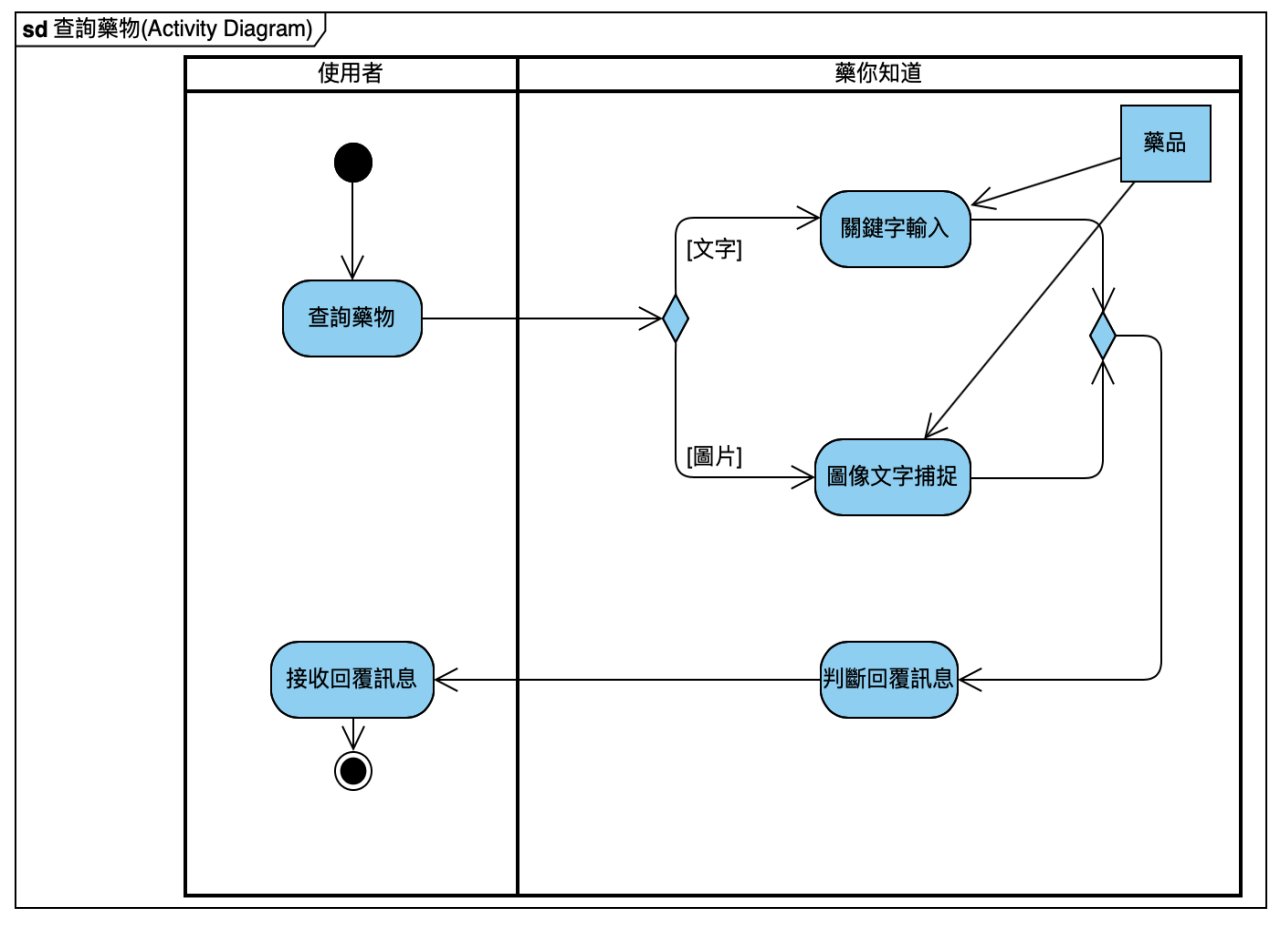 sd 查詢藥物(Activity Diagram)
使用者
藥你知道
藥品
關鍵字輸入
[文字]
查詢藥物
[圖片]
圖像文字捕捉
接收回覆訊息
判斷回覆訊息